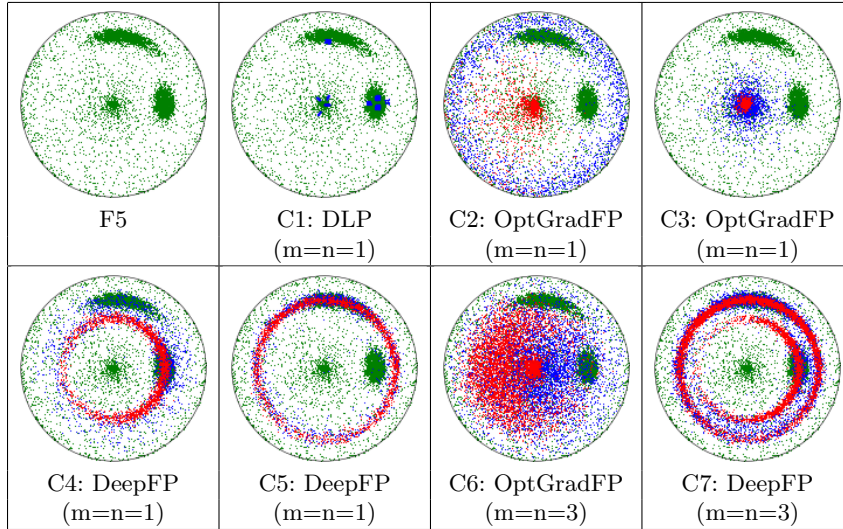 F5
C1: DLP
(m=n=1)
C2: OptGradFP
(m=n=1)
C3: OptGradFP
(m=n=1)
C4: DeepFP
(m=n=1)
C5: DeepFP
(m=n=1)
C6: OptGradFP
(m=n=3)
C7: DeepFP
(m=n=3)